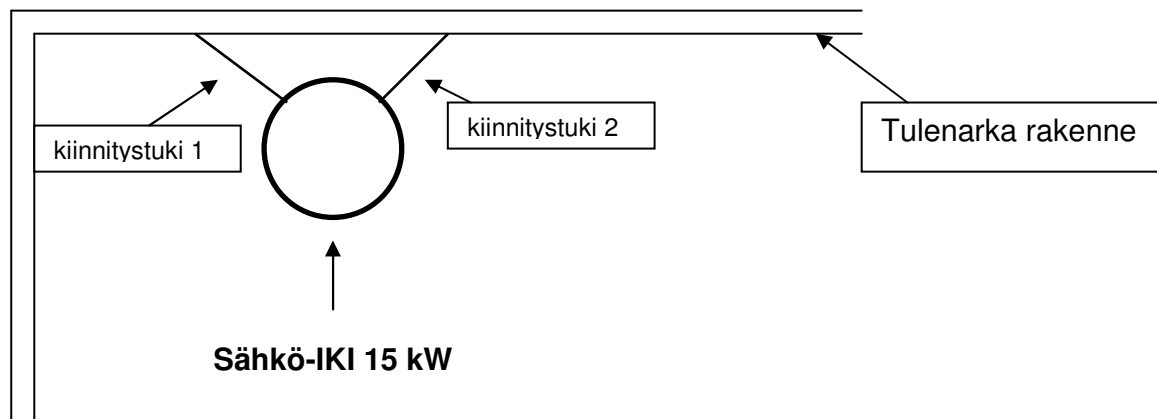 kiinnitystuki 1
kiinnitystuki 2
Tulenarka rakenne
Sähkö-IKI 15 kW